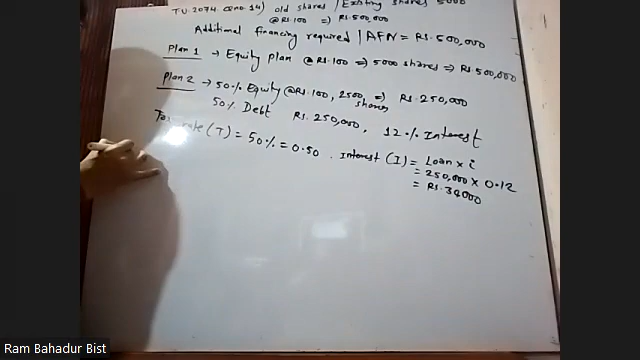 T.U. 2074 (Q.no. 14) old shares / Existing shares 5000
@Rs.100 => Rs.500,000
Additional financing required / AFN = Rs.500,000
Plan 1 → Equity plan @Rs.100 => 5000 shares => Rs.500,000
Plan 2 → 50% Equity @Rs.100, 2500 shares => Rs.250,000
50% Debt Rs.250,000, 12% Interest
Tax rate (T) = 50% = 0.50. Interest (I) = Loan × i
= 250,000 × 0.12
= Rs.30000
Ram Bahadur Bist